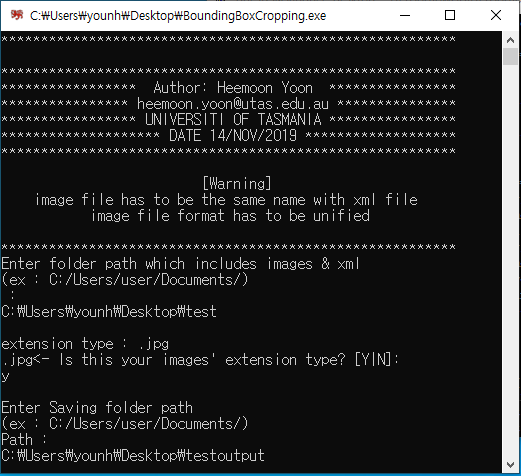 C:₩Users₩younh₩Desktop₩BoundingBoxCropping.exe
**********************************************************
**********************************************************
***************** Author: Heemoon Yoon *****************
**************** heemoon.yoon@utas.edu.au ***************
***************** UNIVERSITI OF TASMANIA ****************
******************** DATE 14/NOV/2019 *******************
**********************************************************
[Warning]
image file has to be the same name with xml file
image file format has to be unified
**********************************************************
Enter folder path which includes images & xml
(ex : C:/Users/user/Documents/)
:
C:₩Users₩younh₩Desktop₩test
extension type : .jpg
.jpg<- Is this your images' extension type? [Y|N]:
y
Enter Saving folder path
(ex : C:/Users/user/Documents/)
Path :
C:₩Users₩younh₩Desktop₩testoutput